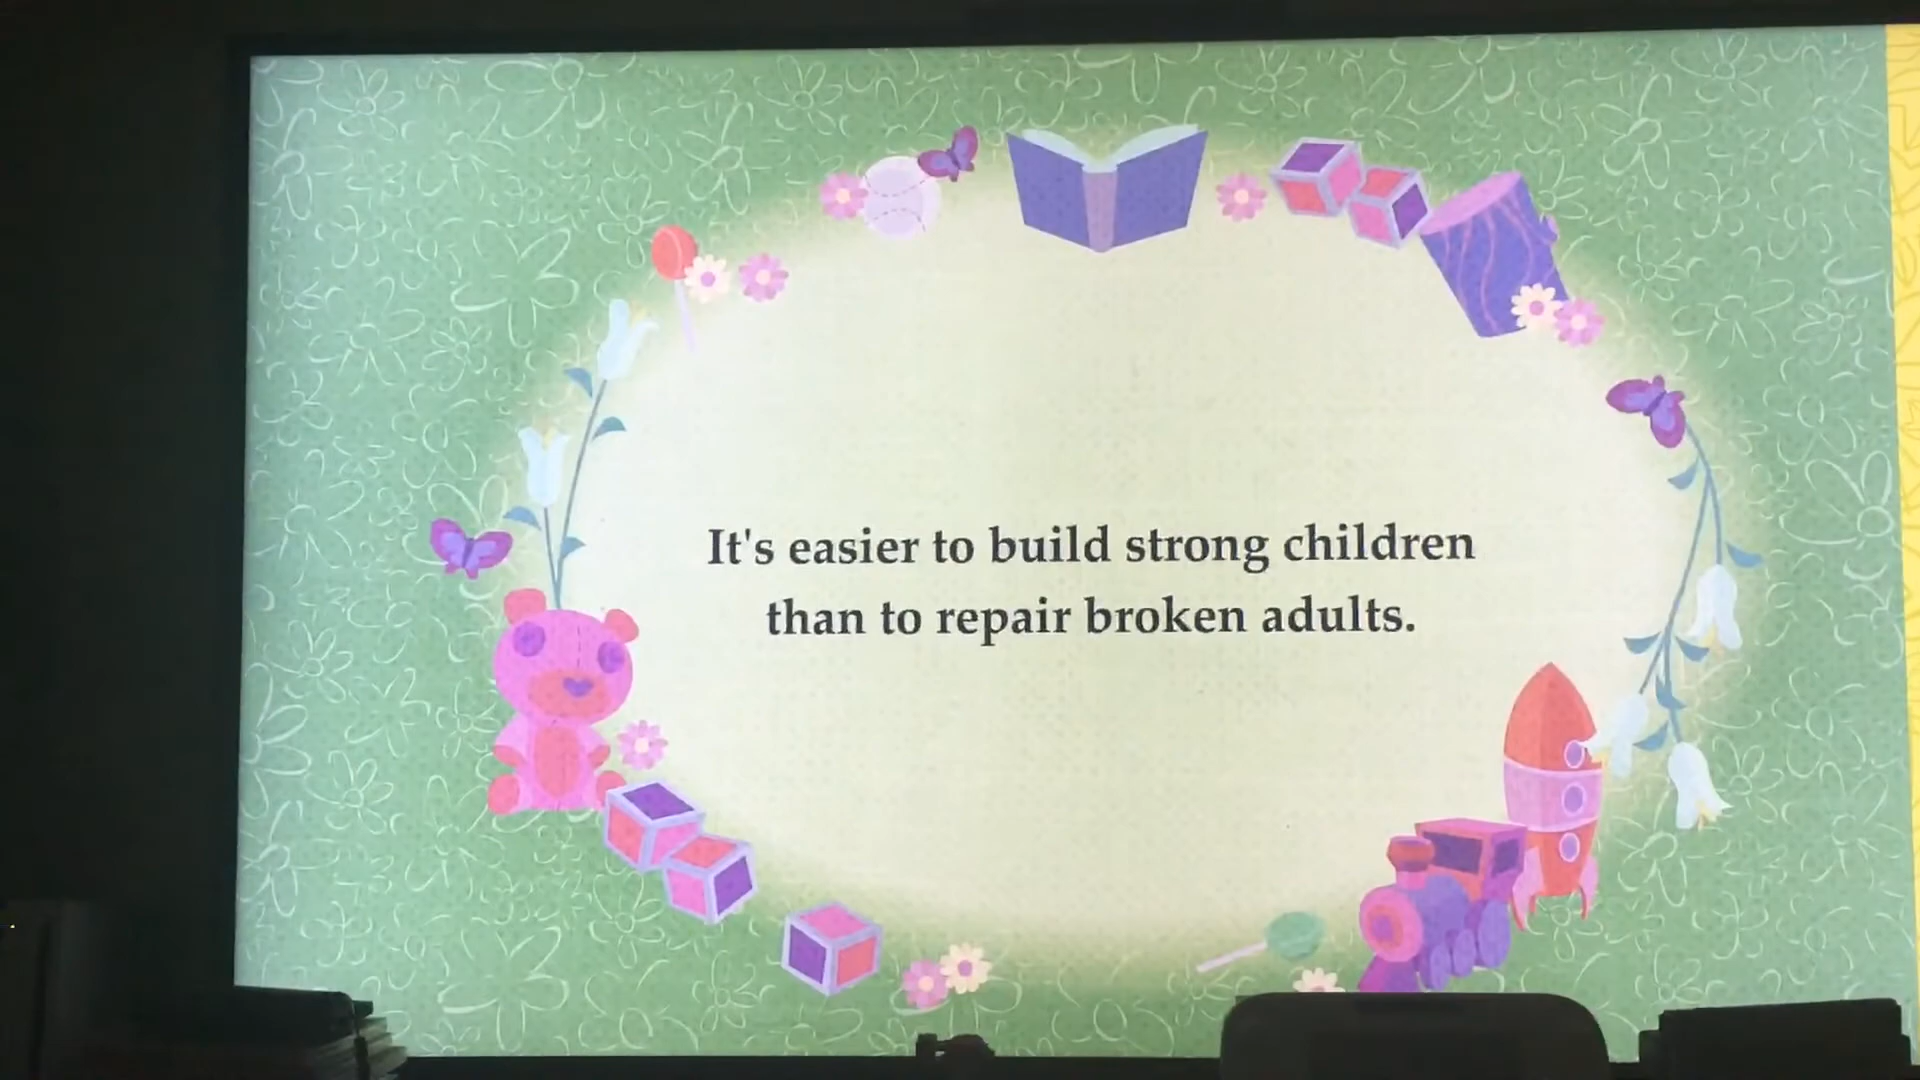 It's easier to build strong children
than to repair broken adults.